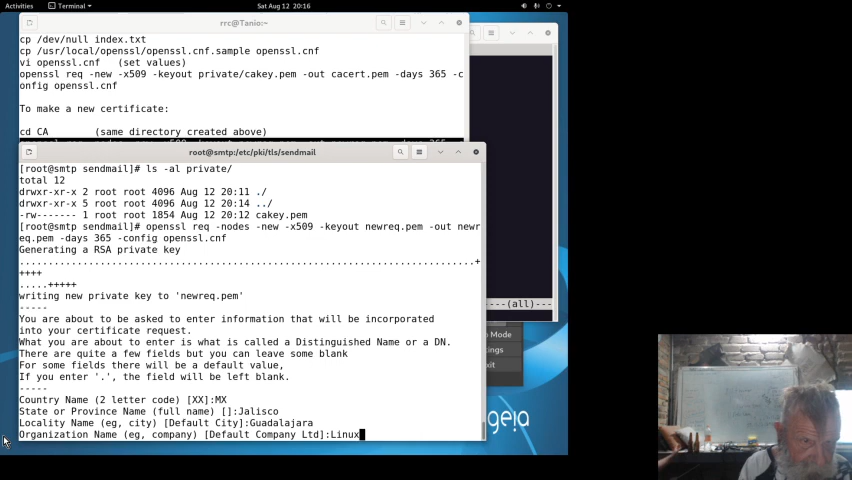 Activities
Terminal
Sat Aug 12 20:16
rrc@Tanio:~
cp /dev/null index.txt
cp /usr/local/openssl/openssl.cnf.sample openssl.cnf
vi openssl.cnf   (set values)
openssl req -new -x509 -keyout private/cakey.pem -out cacert.pem -days 365 -c
onfig openssl.cnf
To make a new certificate:
cd CA        (same directory created above)
root@smtp:/etc/pki/tls/sendmail
[root@smtp sendmail]# ls -al private/
total 12
drwxr-xr-x 2 root root 4096 Aug 12 20:11 ./
drwxr-xr-x 5 root root 4096 Aug 12 20:14 ../
-rw------- 1 root root 1854 Aug 12 20:12 cakey.pem
[root@smtp sendmail]# openssl req -nodes -new -x509 -keyout newreq.pem -out newr
eq.pem -days 365 -config openssl.cnf
Generating a RSA private key
...............................................................................+
++++
.....+++++
writing new private key to 'newreq.pem'
-----
You are about to be asked to enter information that will be incorporated
into your certificate request.
What you are about to enter is what is called a Distinguished Name or a DN.
There are quite a few fields but you can leave some blank
For some fields there will be a default value,
If you enter '.', the field will be left blank.
-----
Country Name (2 letter code) [XX]:MX
State or Province Name (full name) []:Jalisco
Locality Name (eg, city) [Default City]:Guadalajara
Organization Name (eg, company) [Default Company Ltd]:Linux
---(all)---
Mode
geia